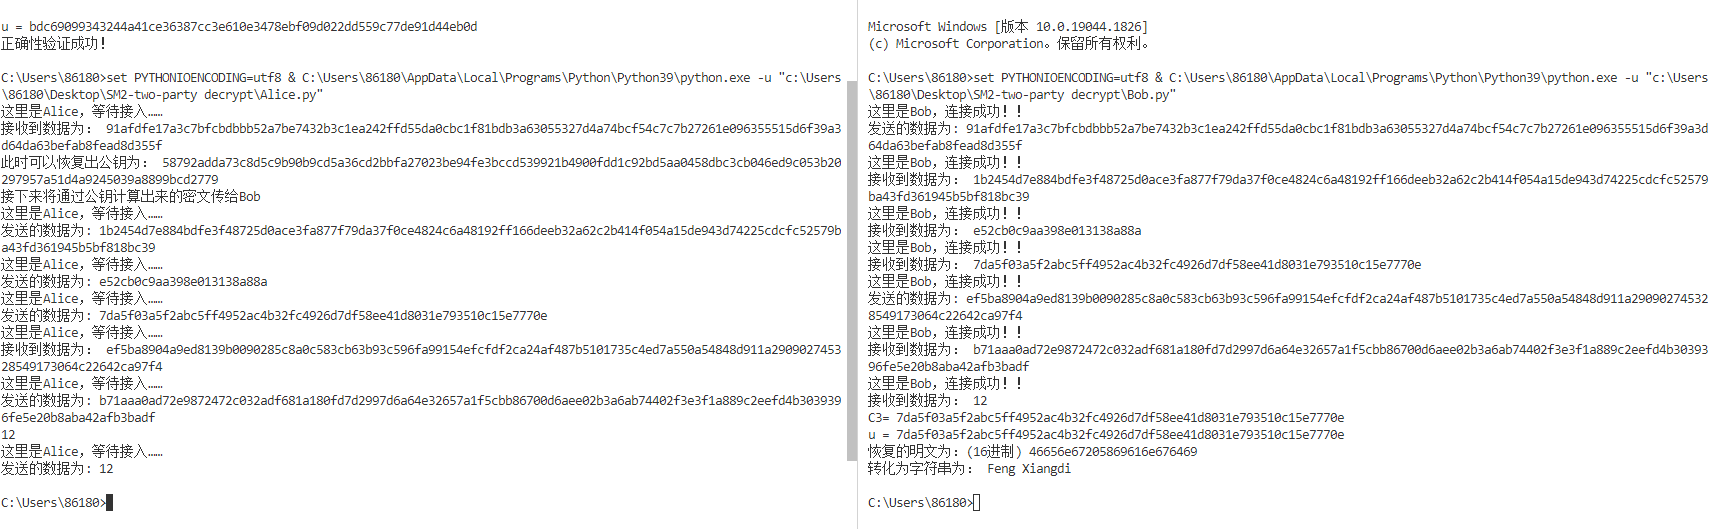 u = bdc69099343244a41ce36387cc3e610e3478ebf09d022dd559c77de91d44eb0d
正确性验证成功!
C:\Users\86180>set PYTHONIOENCODING=utf8 & C:\Users\86180\AppData\Local\Programs\Python\Python39\python.exe -u "c:\Users
\86180\Desktop\SM2-two-party decrypt\Alice.py"
这里是Alice，等待接入……
接收到数据为： 91afdfe17a3c7bfcbdbbb52a7be7432b3c1ea242ffd55da0cbc1f81bdb3a63055327d4a74bcf54c7c7b27261e096355515d6f39a3
d64da63befab8fead8d355f
此时可以恢复出公钥为： 58792adda73c8d5c9b90b9cd5a36cd2bbfa27023be94fe3bccd539921b4900fdd1c92bd5aa0458dbc3cb046ed9c053b20
297957a51d4a9245039a8899bcd2779
接下来将通过公钥计算出来的密文传给Bob
这里是Alice，等待接入……
发送的数据为：1b2454d7e884bdfe3f48725d0ace3fa877f79da37f0ce4824c6a48192ff166deeb32a62c2b414f054a15de943d74225cdcfc52579b
a43fd361945b5bf818bc39
这里是Alice，等待接入……
发送的数据为：e52cb0c9aa398e013138a88a
这里是Alice，等待接入……
发送的数据为：7da5f03a5f2abc5ff4952ac4b32fc4926d7df58ee41d8031e793510c15e7770e
这里是Alice，等待接入……
接收到数据为： ef5ba8904a9ed8139b0090285c8a0c583cb63b93c596fa99154efcfdf2ca24af487b5101735c4ed7a550a54848d911a2909027453
28549173064c22642ca97f4
这里是Alice，等待接入……
发送的数据为：b71aaa0ad72e9872472c032adf681a180fd7d2997d6a64e32657a1f5cbb86700d6aee02b3a6ab74402f3e3f1a889c2eefd4b303939
6fe5e20b8aba42afb3badf
12
这里是Alice，等待接入……
发送的数据为：12
C:\Users\86180>
Microsoft Windows [版本 10.0.19044.1826]
(c) Microsoft Corporation。保留所有权利。
C:\Users\86180>set PYTHONIOENCODING=utf8 & C:\Users\86180\AppData\Local\Programs\Python\Python39\python.exe -u "c:\Users
\86180\Desktop\SM2-two-party decrypt\Bob.py"
这里是Bob，连接成功！！
发送的数据为：91afdfe17a3c7bfcbdbbb52a7be7432b3c1ea242ffd55da0cbc1f81bdb3a63055327d4a74bcf54c7c7b27261e096355515d6f39a3d
64da63befab8fead8d355f
这里是Bob，连接成功！！
接收到数据为： 1b2454d7e884bdfe3f48725d0ace3fa877f79da37f0ce4824c6a48192ff166deeb32a62c2b414f054a15de943d74225cdcfc52579
ba43fd361945b5bf818bc39
这里是Bob，连接成功！！
接收到数据为： e52cb0c9aa398e013138a88a
这里是Bob，连接成功！！
接收到数据为： 7da5f03a5f2abc5ff4952ac4b32fc4926d7df58ee41d8031e793510c15e7770e
这里是Bob，连接成功！！
发送的数据为：ef5ba8904a9ed8139b0090285c8a0c583cb63b93c596fa99154efcfdf2ca24af487b5101735c4ed7a550a54848d911a29090274532
8549173064c22642ca97f4
这里是Bob，连接成功！！
接收到数据为： b71aaa0ad72e9872472c032adf681a180fd7d2997d6a64e32657a1f5cbb86700d6aee02b3a6ab74402f3e3f1a889c2eefd4b30393
96fe5e20b8aba42afb3badf
这里是Bob，连接成功！！
接收到数据为： 12
C3= 7da5f03a5f2abc5ff4952ac4b32fc4926d7df58ee41d8031e793510c15e7770e
u = 7da5f03a5f2abc5ff4952ac4b32fc4926d7df58ee41d8031e793510c15e7770e
恢复的明文为：(16进制) 46656e67205869616e676469
转化为字符串为： Feng Xiangdi
C:\Users\86180>